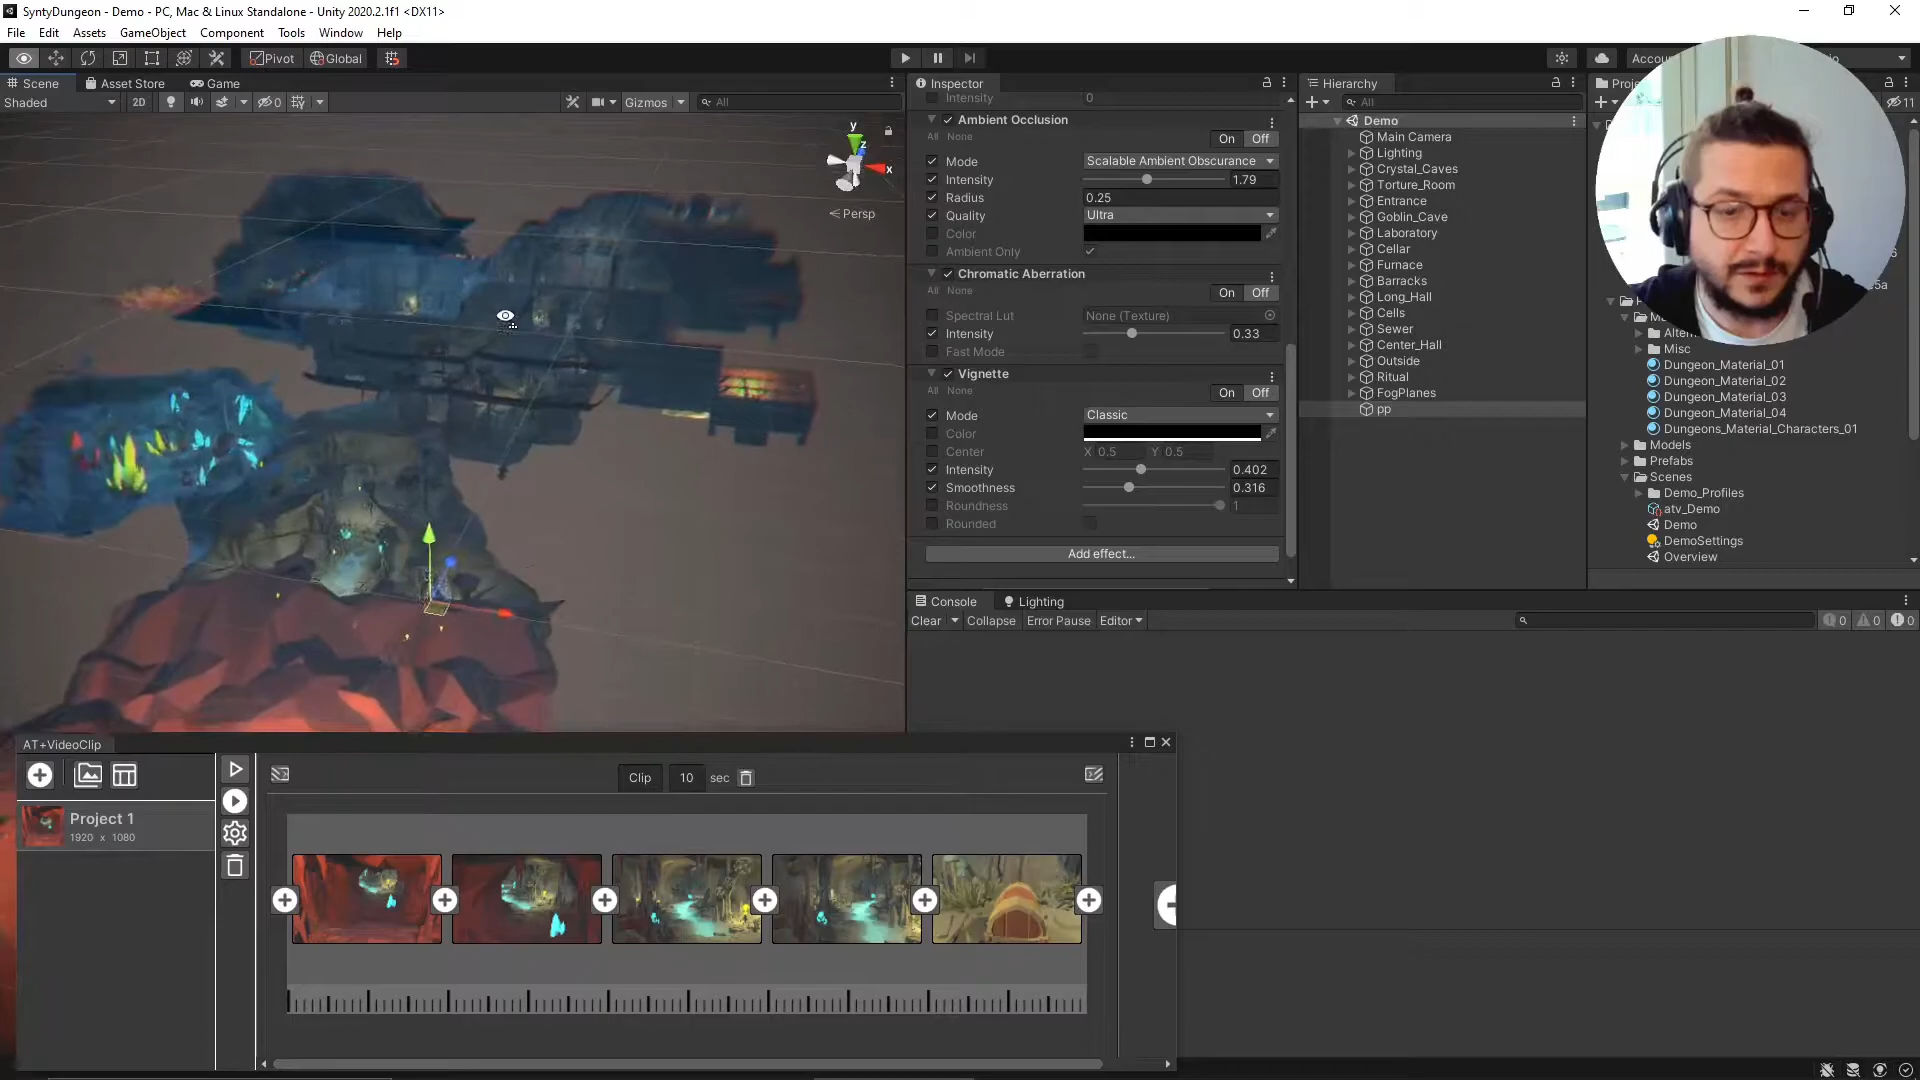 SyntyDungeon - Demo - PC, Mac & Linux Standalone - Unity 2020.2.1f1 <DX11>
File Edit Assets GameObject Component Tools Window Help
Pivot Global
Scene Asset Store Game
Shaded 2D 0 Gizmos All
y
z
x
Persp
Inspector
Intensity 0
Ambient Occlusion
All None On Off
Mode Scalable Ambient Obscurance
Intensity 1.79
Radius 0.25
Quality Ultra
Color
Ambient Only
Chromatic Aberration
All None On Off
Spectral Lut None (Texture)
Intensity 0.33
Fast Mode
Vignette
All None On Off
Mode Classic
Color
Center X 0.5 Y 0.5
Intensity 0.402
Smoothness 0.316
Roundness 1
Rounded
Add effect...
Hierarchy
All
Demo
Main Camera
Lighting
Crystal_Caves
Torture_Room
Entrance
Goblin_Cave
Laboratory
Cellar
Furnace
Barracks
Long_Hall
Cells
Sewer
Center_Hall
Outside
Ritual
FogPlanes
pp
11
Misc
Dungeon_Material_01
Dungeon_Material_02
Dungeon_Material_03
Dungeon_Material_04
Dungeons_Material_Characters_01
Models
Prefabs
Scenes
Demo_Profiles
atv_Demo
Demo
DemoSettings
Overview
Console Lighting
Clear Collapse Error Pause Editor 0 0 0
AT+VideoClip
Clip 10 sec
Project 1
1920 x 1080